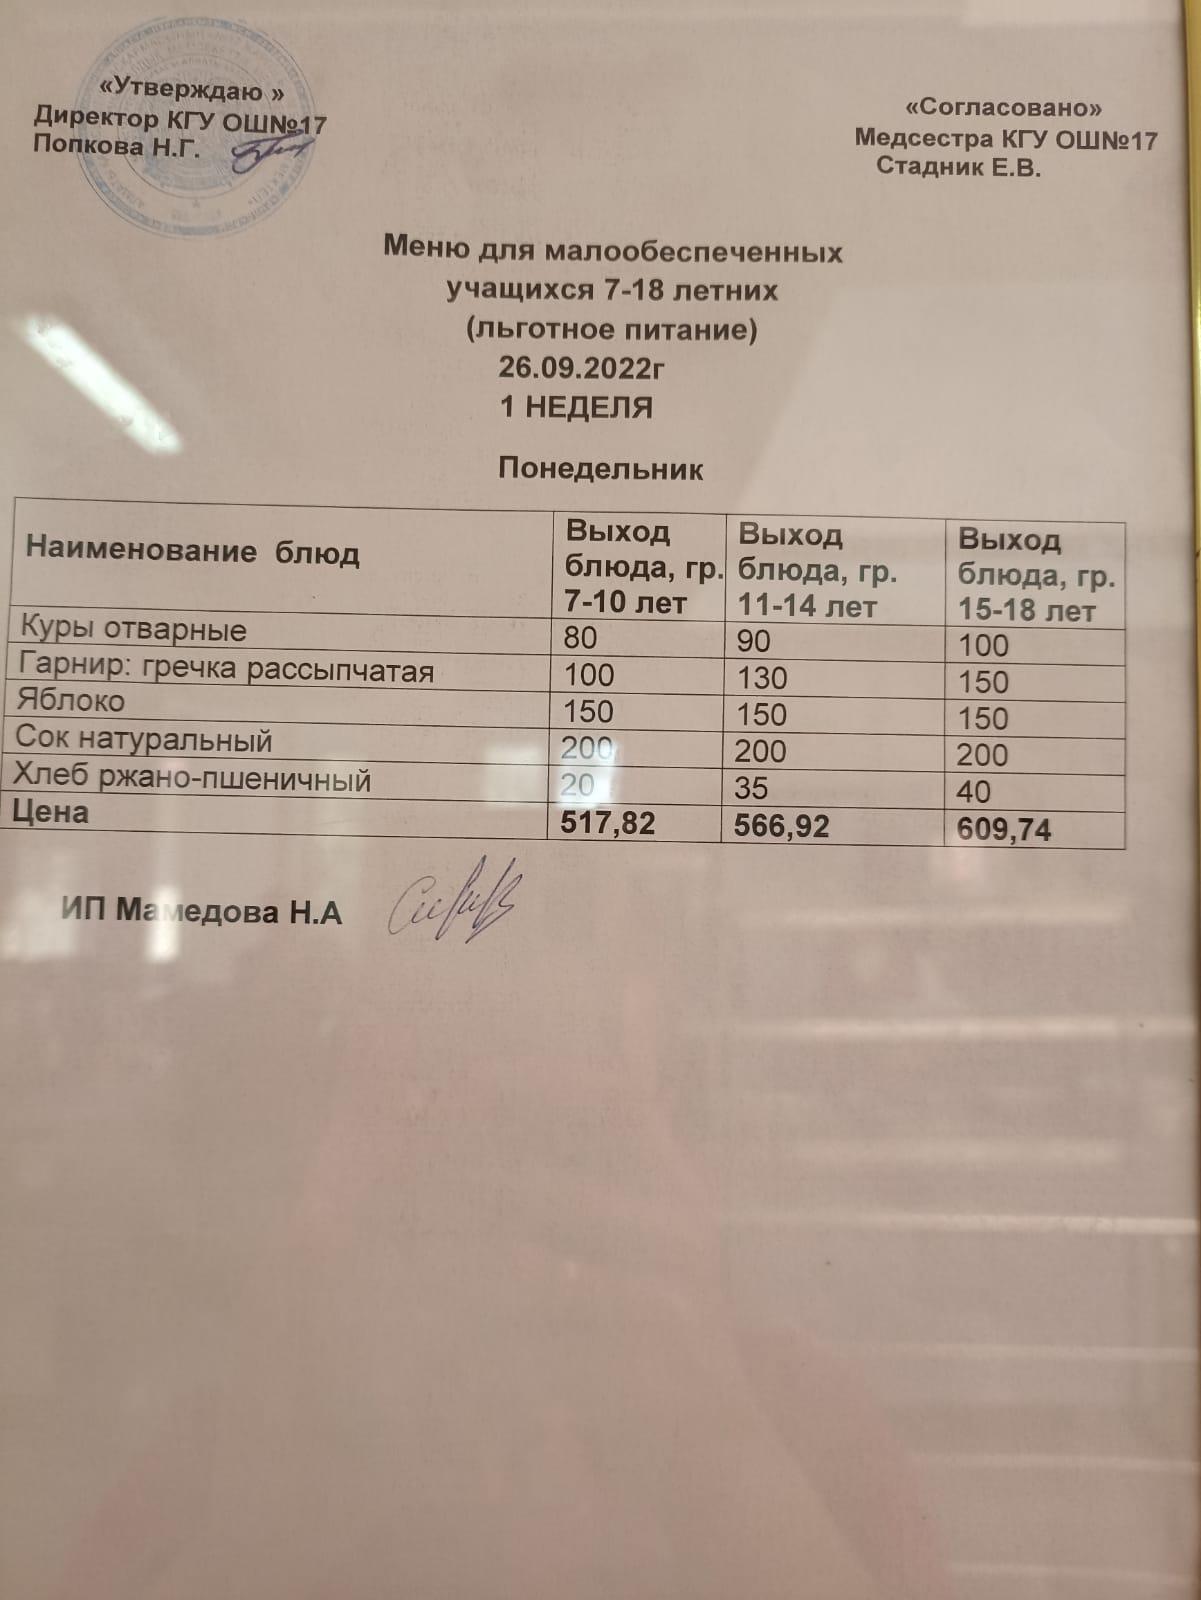 «Утверждаю »
Директор КГУ ОШ№17
Попкова Н.Г.
«Согласовано»
Медсестра КГУ ОШ№17
Стадник Е.В.
Меню для малообеспеченных
учащихся 7-18 летних
(льготное питание)
26.09.2022г
1 НЕДЕЛЯ
Понедельник
Наименование блюд
Выход
блюда, гр.
7-10 лет
Выход
блюда, гр.
11-14 лет
Выход
блюда, гр.
15-18 лет
Куры отварные 80 90 100
Гарнир: гречка рассыпчатая 100 130 150
Яблоко 150 150 150
Сок натуральный 200 200 200
Хлеб ржано-пшеничный 20 35 40
Цена 517,82 566,92 609,74
ИП Мамедова Н.А